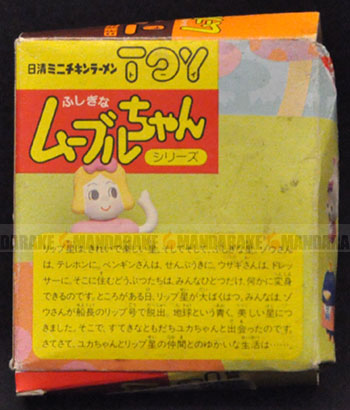 日清ミニチキンラーメン TOY
ふしぎな
ムーブルちゃん
シリーズ
MANDARAKE MANDARAKE MANDARAKE
は、テレホンに。ペンギンさんは、せんぷうきに。ウサギさんは、ドレッ
サーに。そこに住むどうぶつたちは、みんなひとつだけ、何かに変身
できるのです。ところがある日、リップ星が大ばくはつ。みんなは、ゾ
ウさんが船長のリップ号で脱出。地球という青く、美しい星につ
きました。そこで、すてきなともだちユカちゃんと出会ったのです。
さてさて、ユカちゃんとリップ星の仲間とのゆかいな生活は……